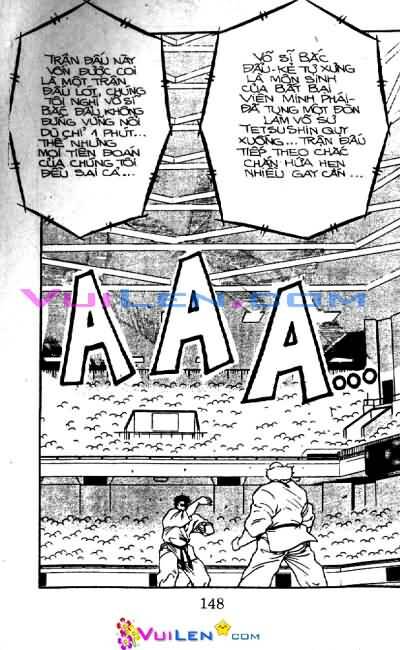 TRẬN ĐẤU NÀY
VỐN ĐƯỢC COI
LÀ MỘT TRẬN
ĐẤU LÓT, CHÚNG
TÔI NGHĨ VÕ SĨ
BẮC ĐẨU KHÔNG
ĐỨNG VỮNG NỔI
DÙ CHỈ 1 PHÚT...
THẾ NHƯNG
MỌI TIÊN ĐOÁN
CỦA CHÚNG TÔI
ĐỀU SAI CẢ...
VÕ SĨ BẮC
ĐẨU-KẺ TỰ XƯNG
LÀ MÔN SINH
CỦA BẤT BẠI
VIÊN MINH PHÁI-
ĐÃ TUNG MỘT ĐÒN
LÀM VÕ SƯ
TETSUSHIN QUỴ
XUỐNG... TRẬN ĐẤU
TIẾP THEO CHẮC
CHẮN HỨA HẸN
NHIỀU GAY CẤN...
VUILEN.COM
AAA...
148
VUILEN.COM